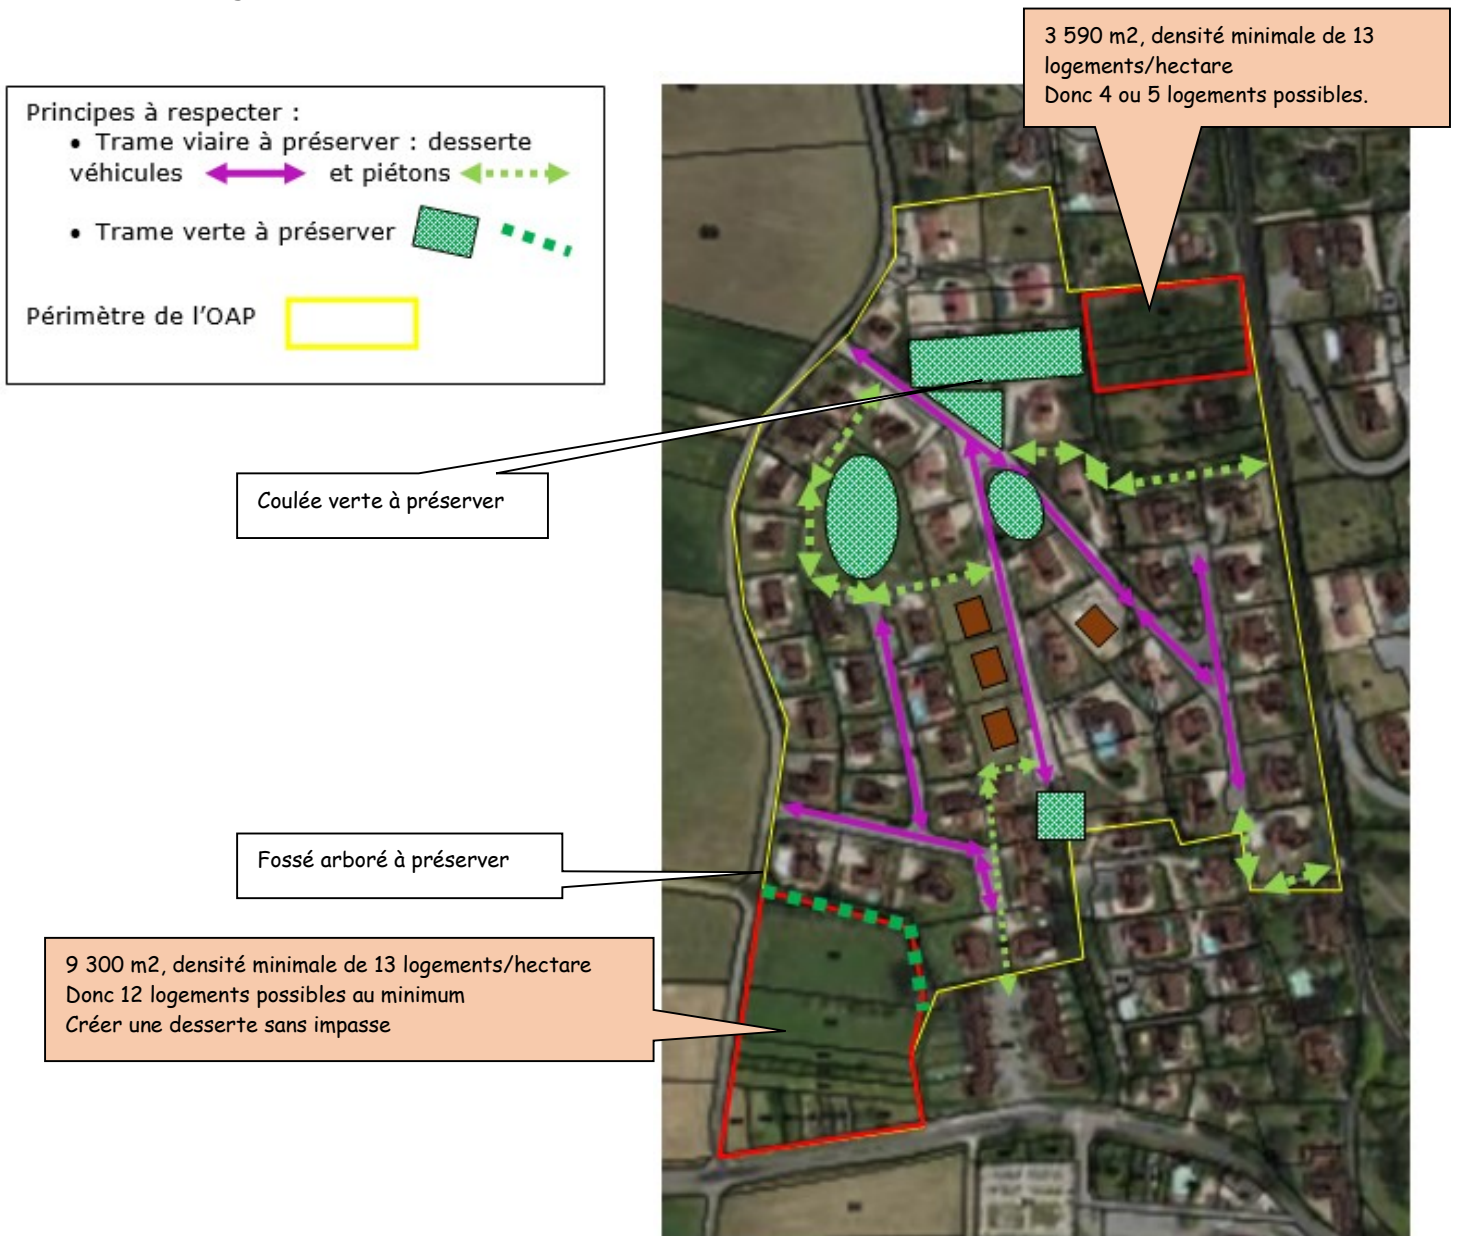 3 590 m2, densité minimale de 13
logements/hectare
Donc 4 ou 5 logements possibles.
Principes à respecter :
• Trame viaire à préserver : desserte
véhicules et piétons
• Trame verte à préserver
Périmètre de l'OAP
Coulée verte à préserver
Fossé arboré à préserver
9 300 m2, densité minimale de 13 logements/hectare
Donc 12 logements possibles au minimum
Créer une desserte sans impasse